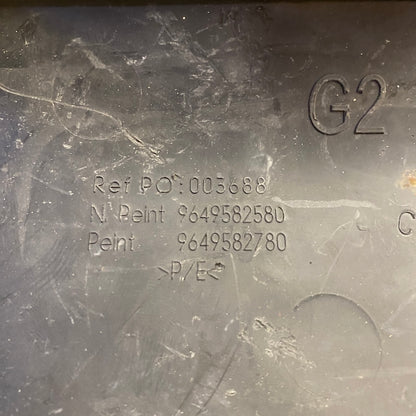 G2
Ref PO : 003688
N Peint 9649582580
C
Peint 9649582780
>P/E<